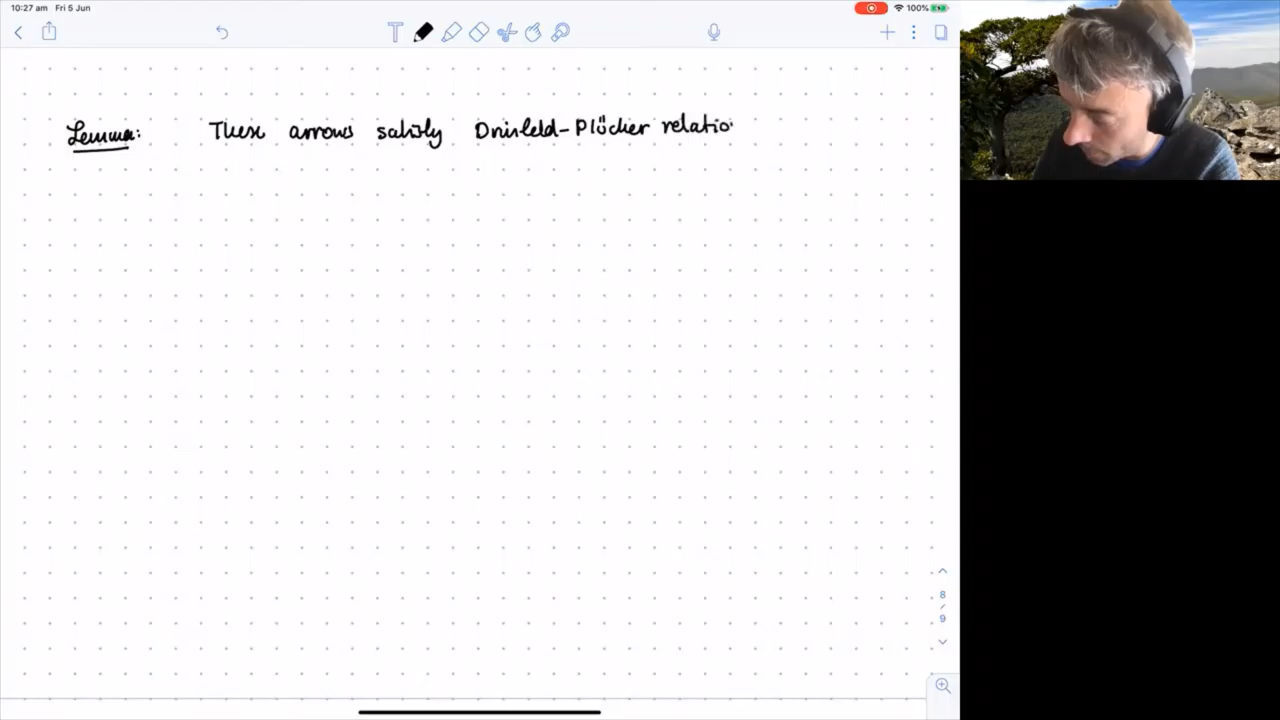 10:27 am Fri 5 Jun
100%
T
Lemma: These arrows satisfy Drinfeld-Plücker relatio
8
9